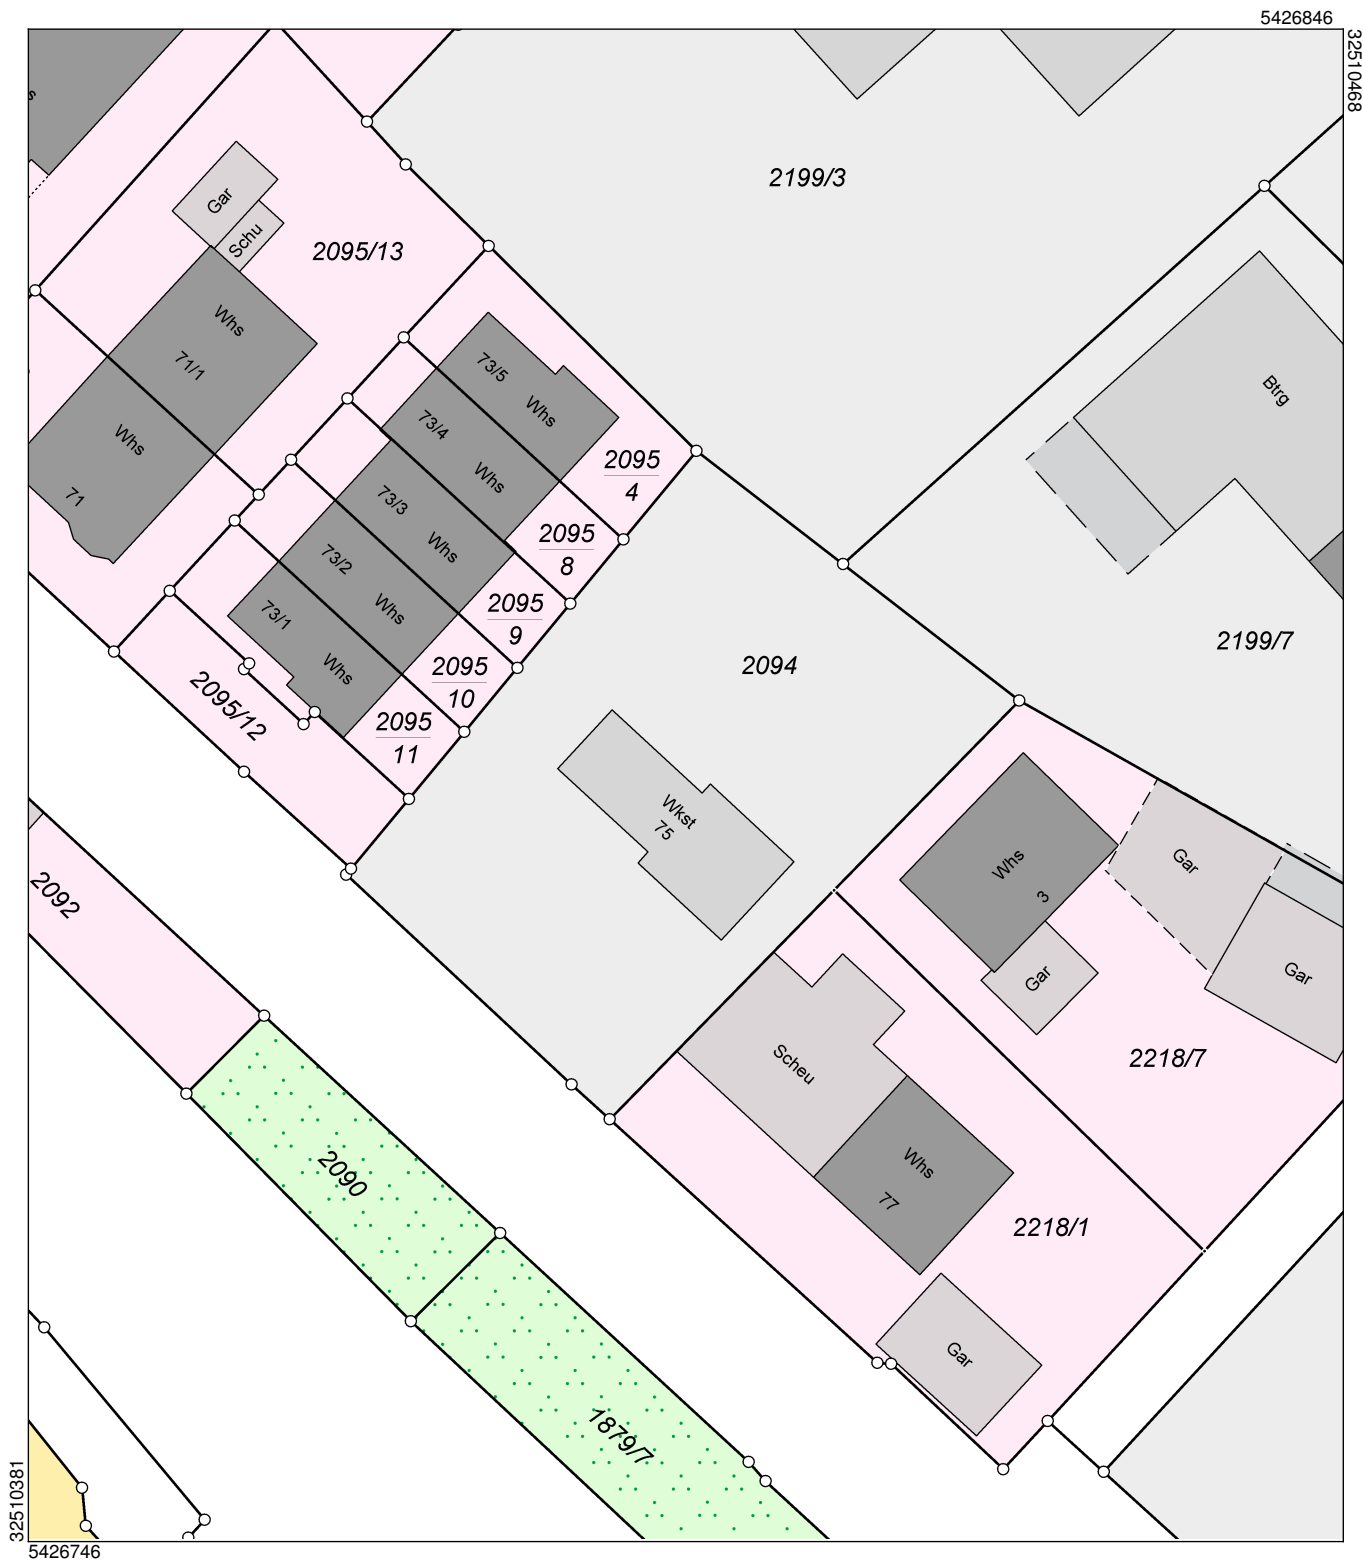 5426846
32510468
s
2199/3
Gar
Schu
2095/13
Whs
71/1
Whs
71
73/5
Whs
73/4
Whs
73/3
Whs
73/2
Whs
73/1
Whs
2095
4
2095
8
2095
9
2095
10
2095
11
2095/12
Btrg
2199/7
2094
Wkst
75
Whs
3
Gar
Gar
Gar
2092
Scheu
2218/7
2090
Whs
77
2218/1
Gar
1879/7
32510381
5426746